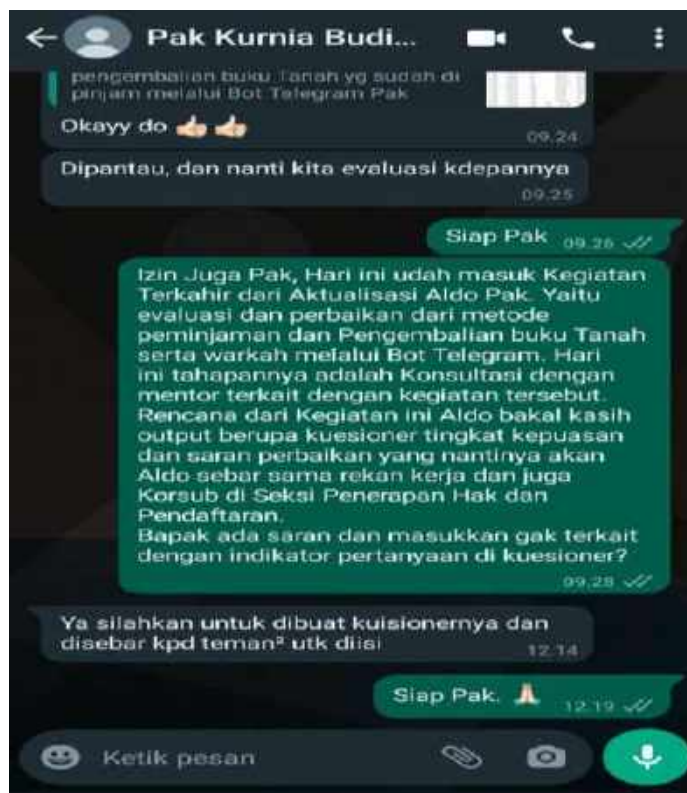 Pak Kurnia Budi...
pengembalian buku Tanah yg sudah di
pinjam melalui Bot Telegram Pak
Okayy do 👍👍
09.24
Dipantau, dan nanti kita evaluasi kdepannya
09.25
Siap Pak 09.26
Izin Juga Pak, Hari ini udah masuk Kegiatan
Terkahir dari Aktualisasi Aldo Pak. Yaitu
evaluasi dan perbaikan dari metode
peminjaman dan Pengembalian buku Tanah
serta warkah melalui Bot Telegram. Hari
ini tahapannya adalah Konsultasi dengan
mentor terkait dengan kegiatan tersebut.
Rencana dari Kegiatan ini Aldo bakal kasih
output berupa kuesioner tingkat kepuasan
dan saran perbaikan yang nantinya akan
Aldo sebar sama rekan kerja dan juga
Korsub di Seksi Penerapan Hak dan
Pendaftaran.
Bapak ada saran dan masukkan gak terkait
dengan indikator pertanyaan di kuesioner?
09.28
Ya silahkan untuk dibuat kuisionernya dan
disebar kpd teman² utk diisi
12.14
Siap Pak. 🙏 12.19
Ketik pesan